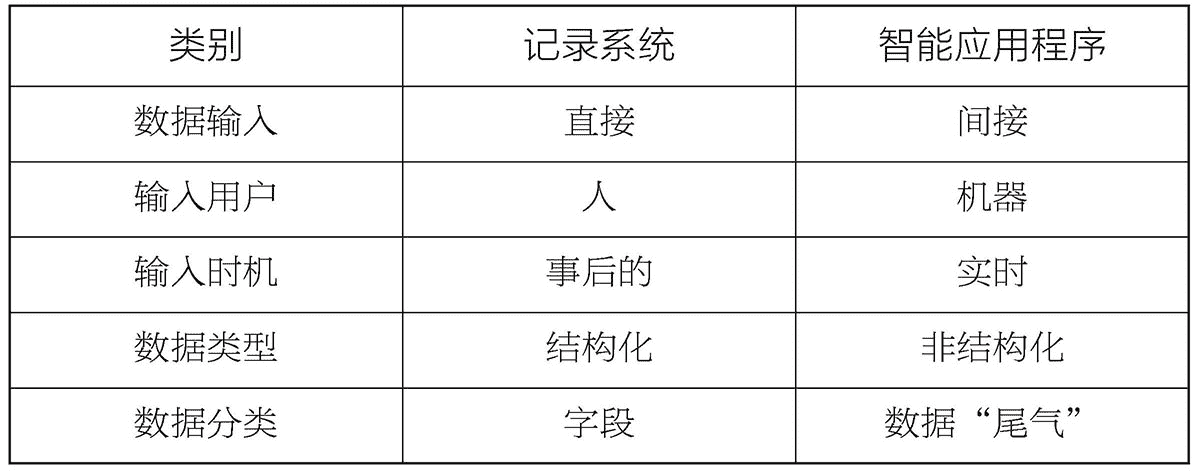 类别 记录系统 智能应用程序
数据输入 直接 间接
输入用户 人 机器
输入时机 事后的 实时
数据类型 结构化 非结构化
数据分类 字段 数据“尾气”